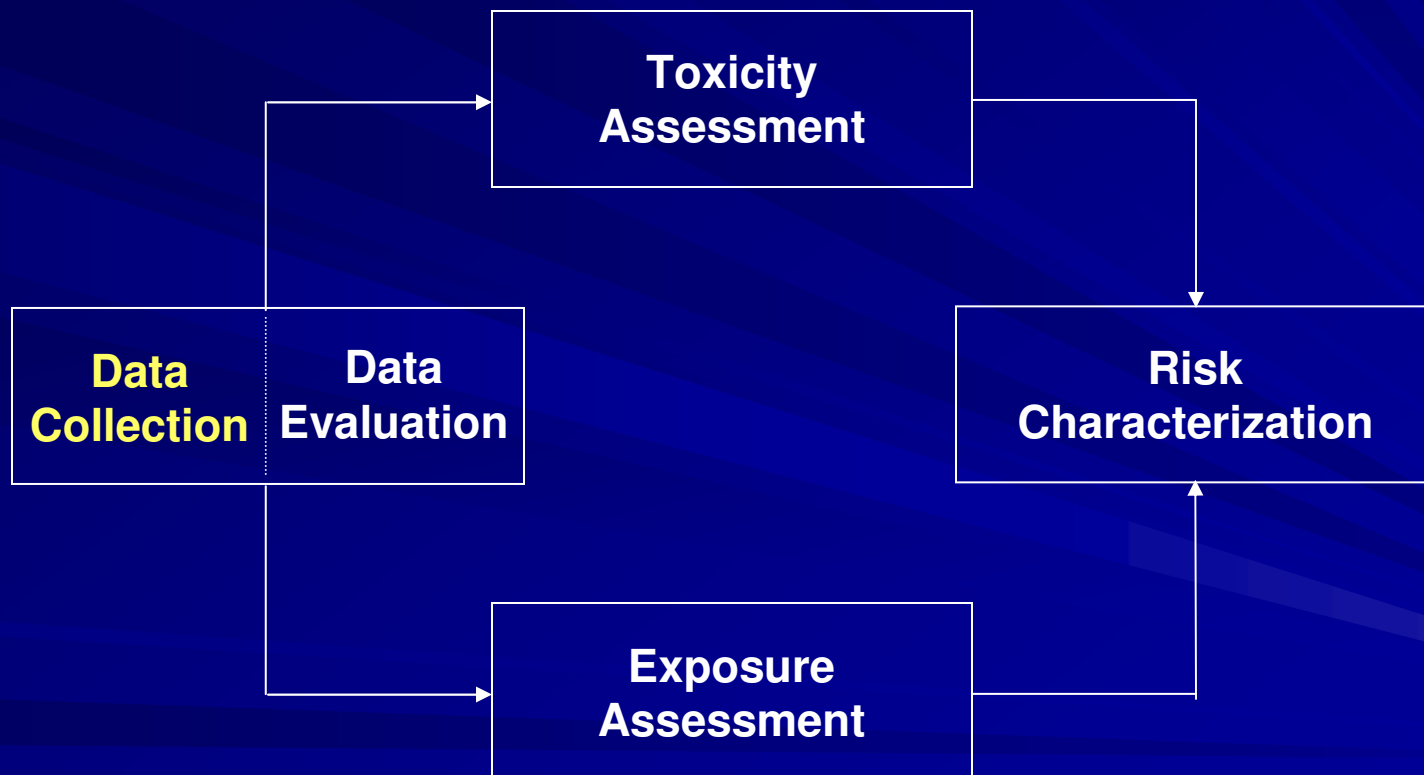 Toxicity
Assessment
Data
Collection
Data
Evaluation
Risk
Characterization
Exposure
Assessment